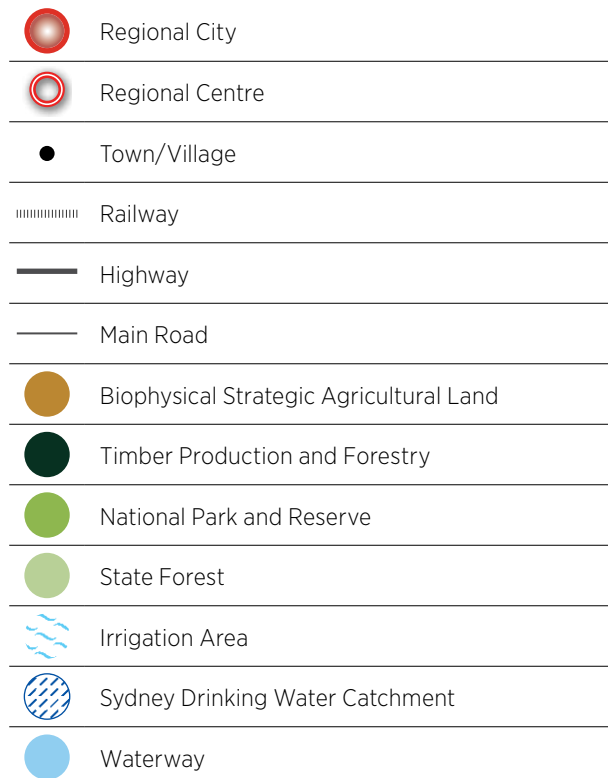 Regional City
Regional Centre
Town/Village
Railway
Highway
Main Road
Biophysical Strategic Agricultural Land
Timber Production and Forestry
National Park and Reserve
State Forest
Irrigation Area
Sydney Drinking Water Catchment
Waterway